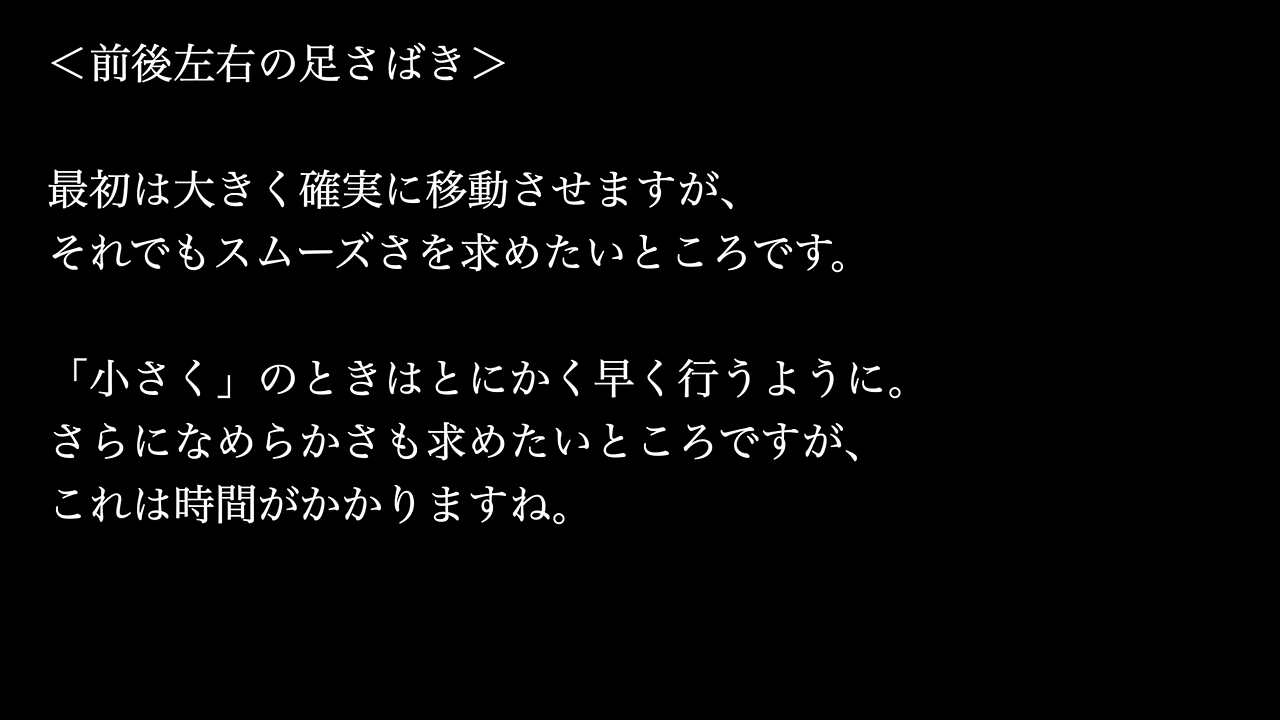 ＜前後左右の足さばき＞
最初は大きく確実に移動させますが、
それでもスムーズさを求めたいところです。
「小さく」のときはとにかく早く行うように。
さらになめらかさも求めたいところですが、
これは時間がかかりますね。